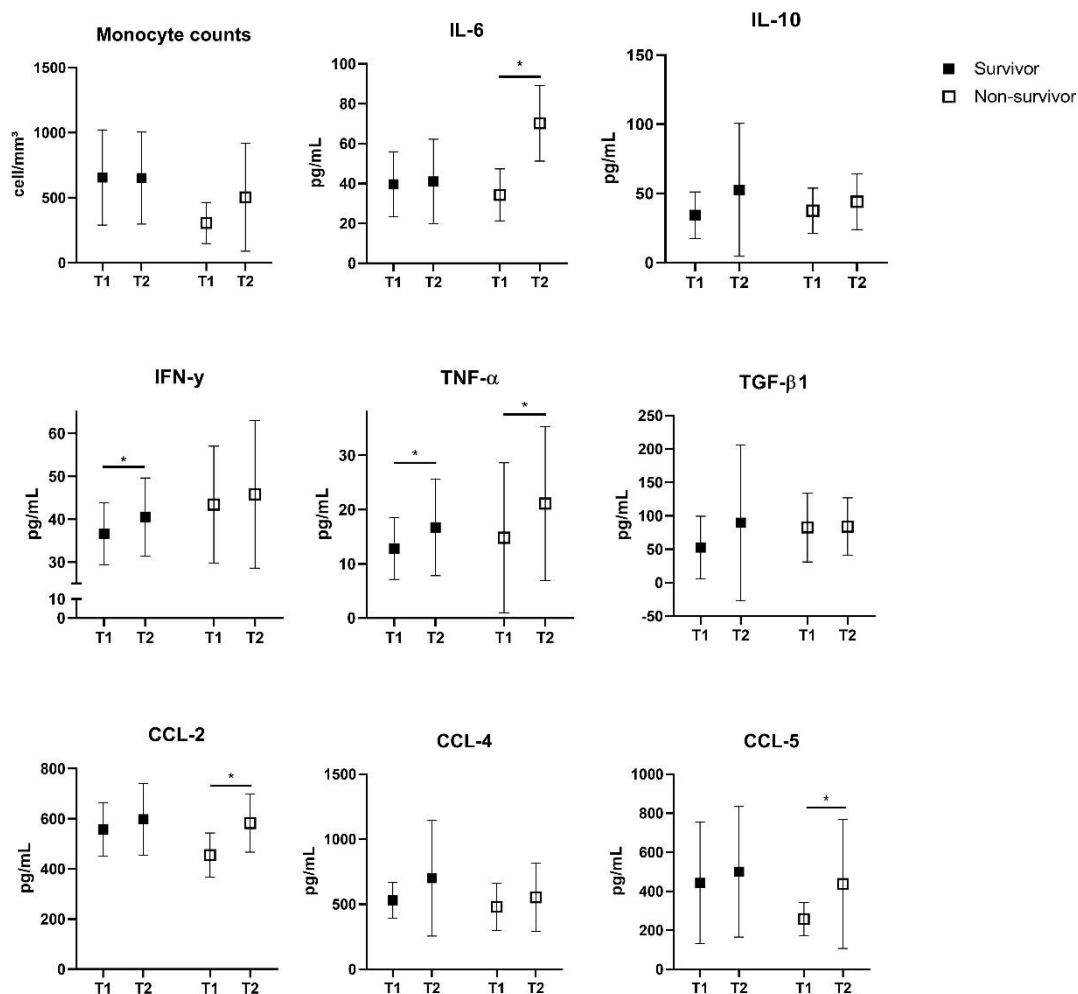 Monocyte counts
1500
1000
500
0
cell/mm³
T1 T2 T1 T2
IL-6
100
80
60
40
20
0
pg/mL
*
T1 T2 T1 T2
IL-10
150
100
50
0
pg/mL
T1 T2 T1 T2
Survivor
Non-survivor
IFN-y
60
50
40
30
10
0
pg/mL
*
T1 T2 T1 T2
TNF-α
30
20
10
0
pg/mL
*
*
T1 T2 T1 T2
TGF-β1
250
200
150
100
50
0
-50
pg/mL
T1 T2 T1 T2
CCL-2
800
600
400
200
0
pg/mL
*
T1 T2 T1 T2
CCL-4
1500
1000
500
0
pg/mL
T1 T2 T1 T2
CCL-5
1000
800
600
400
200
0
pg/mL
*
T1 T2 T1 T2